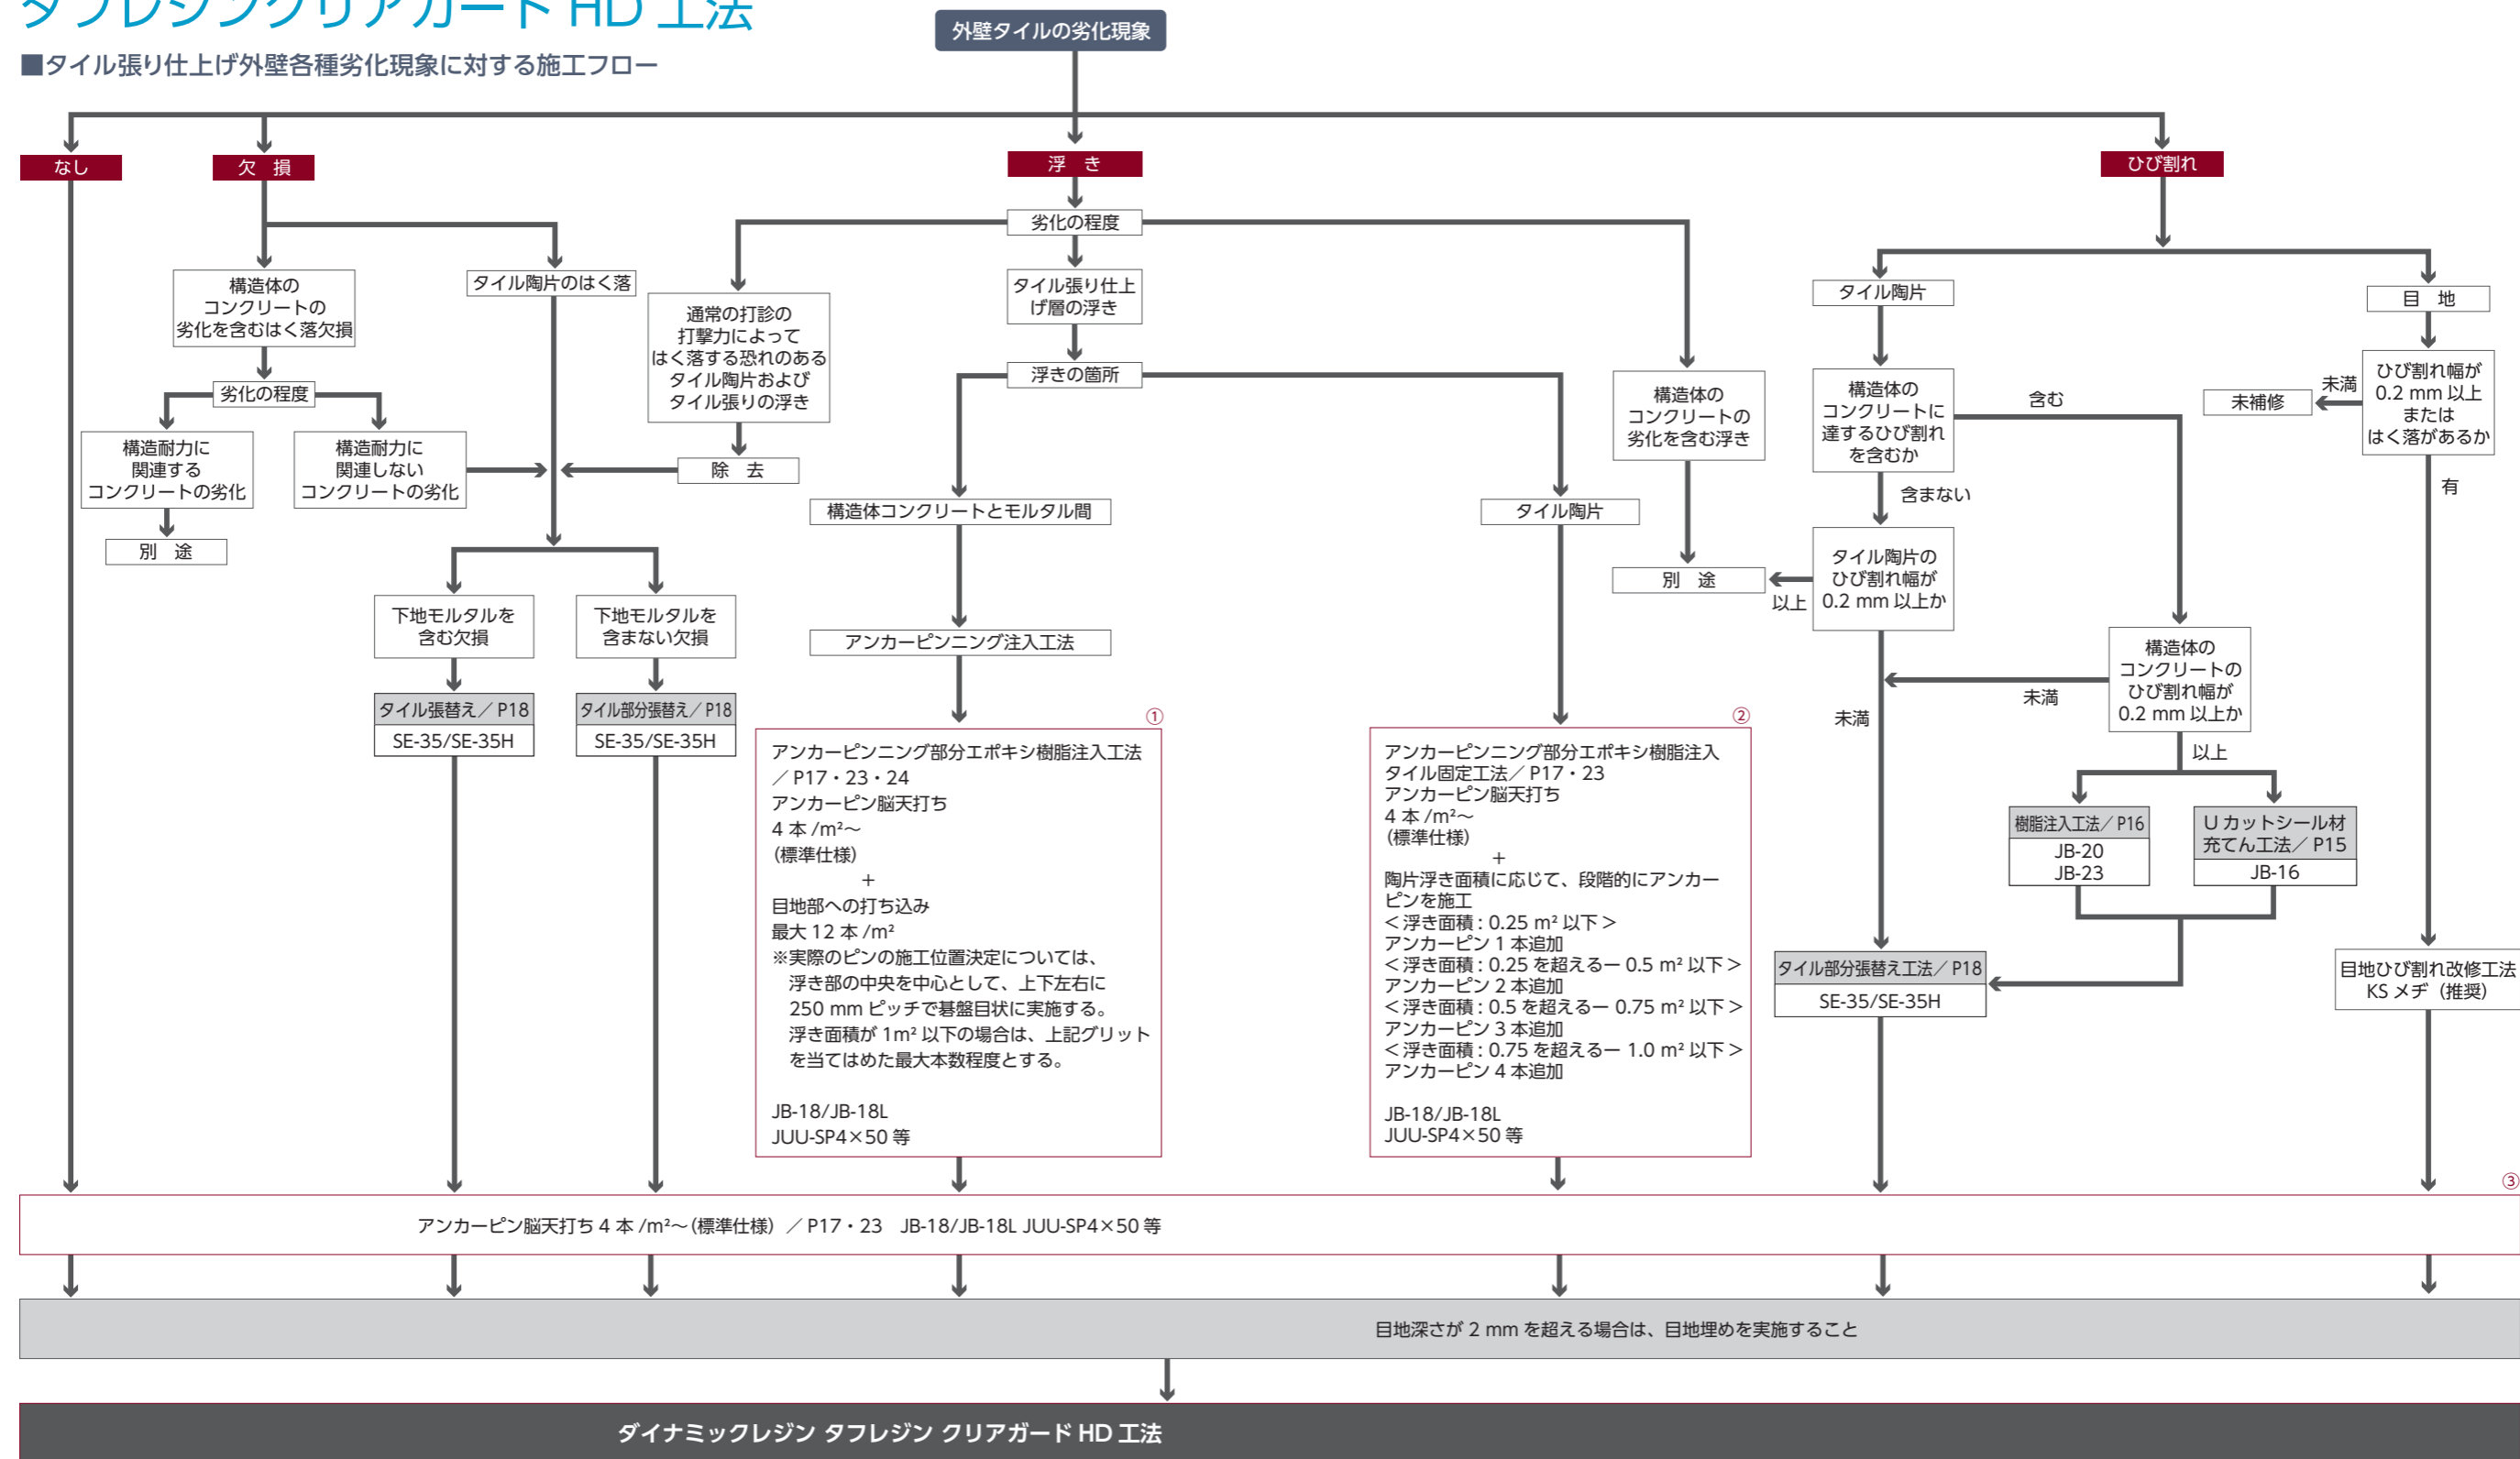 タフレジンクリアガード HD 工法
■タイル張り仕上げ外壁各種劣化現象に対する施工フロー
外壁タイルの劣化現象
なし
欠　損
浮　き
ひび割れ
構造体の
コンクリートの
劣化を含むはく落欠損
劣化の程度
構造耐力に
関連する
コンクリートの劣化
別　途
構造耐力に
関連しない
コンクリートの劣化
タイル陶片のはく落
下地モルタルを
含む欠損
タイル張替え／ P18
SE-35/SE-35H
下地モルタルを
含まない欠損
タイル部分張替え／ P18
SE-35/SE-35H
劣化の程度
通常の打診の
打撃力によって
はく落する恐れのある
タイル陶片および
タイル張りの浮き
除　去
タイル張り仕上
げ層の浮き
浮きの箇所
構造体コンクリートとモルタル間
アンカーピンニング注入工法
①
アンカーピンニング部分エポキシ樹脂注入工法
／ P17・23・24
アンカーピン脳天打ち
4 本 /m²～
(標準仕様)
+
目地部への打ち込み
最大 12 本 /m²
※実際のピンの施工位置決定については、
浮き部の中央を中心として、上下左右に
250 mm ピッチで碁盤目状に実施する。
浮き面積が 1m² 以下の場合は、上記グリット
を当てはめた最大本数程度とする。
JB-18/JB-18L
JUU-SP4×50 等
タイル陶片
②
アンカーピンニング部分エポキシ樹脂注入
タイル固定工法／ P17・23
アンカーピン脳天打ち
4 本 /m²～
(標準仕様)
+
陶片浮き面積に応じて、段階的にアンカー
ピンを施工
＜浮き面積 : 0.25 m² 以下＞
アンカーピン 1 本追加
＜浮き面積 : 0.25 を超えるー 0.5 m² 以下＞
アンカーピン 2 本追加
＜浮き面積 : 0.5 を超えるー 0.75 m² 以下＞
アンカーピン 3 本追加
＜浮き面積 : 0.75 を超えるー 1.0 m² 以下＞
アンカーピン 4 本追加
JB-18/JB-18L
JUU-SP4×50 等
構造体の
コンクリートの
劣化を含む浮き
別　途
タイル陶片
構造体の
コンクリートに
達するひび割れ
を含むか
含む
含まない
タイル陶片の
ひび割れ幅が
0.2 mm 以上か
以上
未満
構造体の
コンクリートの
ひび割れ幅が
0.2 mm 以上か
未満
以上
樹脂注入工法／ P16
JB-20
JB-23
U カットシール材
充てん工法／ P15
JB-16
タイル部分張替え工法／ P18
SE-35/SE-35H
目　地
ひび割れ幅が
0.2 mm 以上
または
はく落があるか
未満
未補修
有
目地ひび割れ改修工法
KS メヂ（推奨）
③
アンカーピン脳天打ち 4 本 /m²～(標準仕様) ／ P17・23　JB-18/JB-18L JUU-SP4×50 等
目地深さが 2 mm を超える場合は、目地埋めを実施すること
ダイナミックレジン タフレジン クリアガード HD 工法